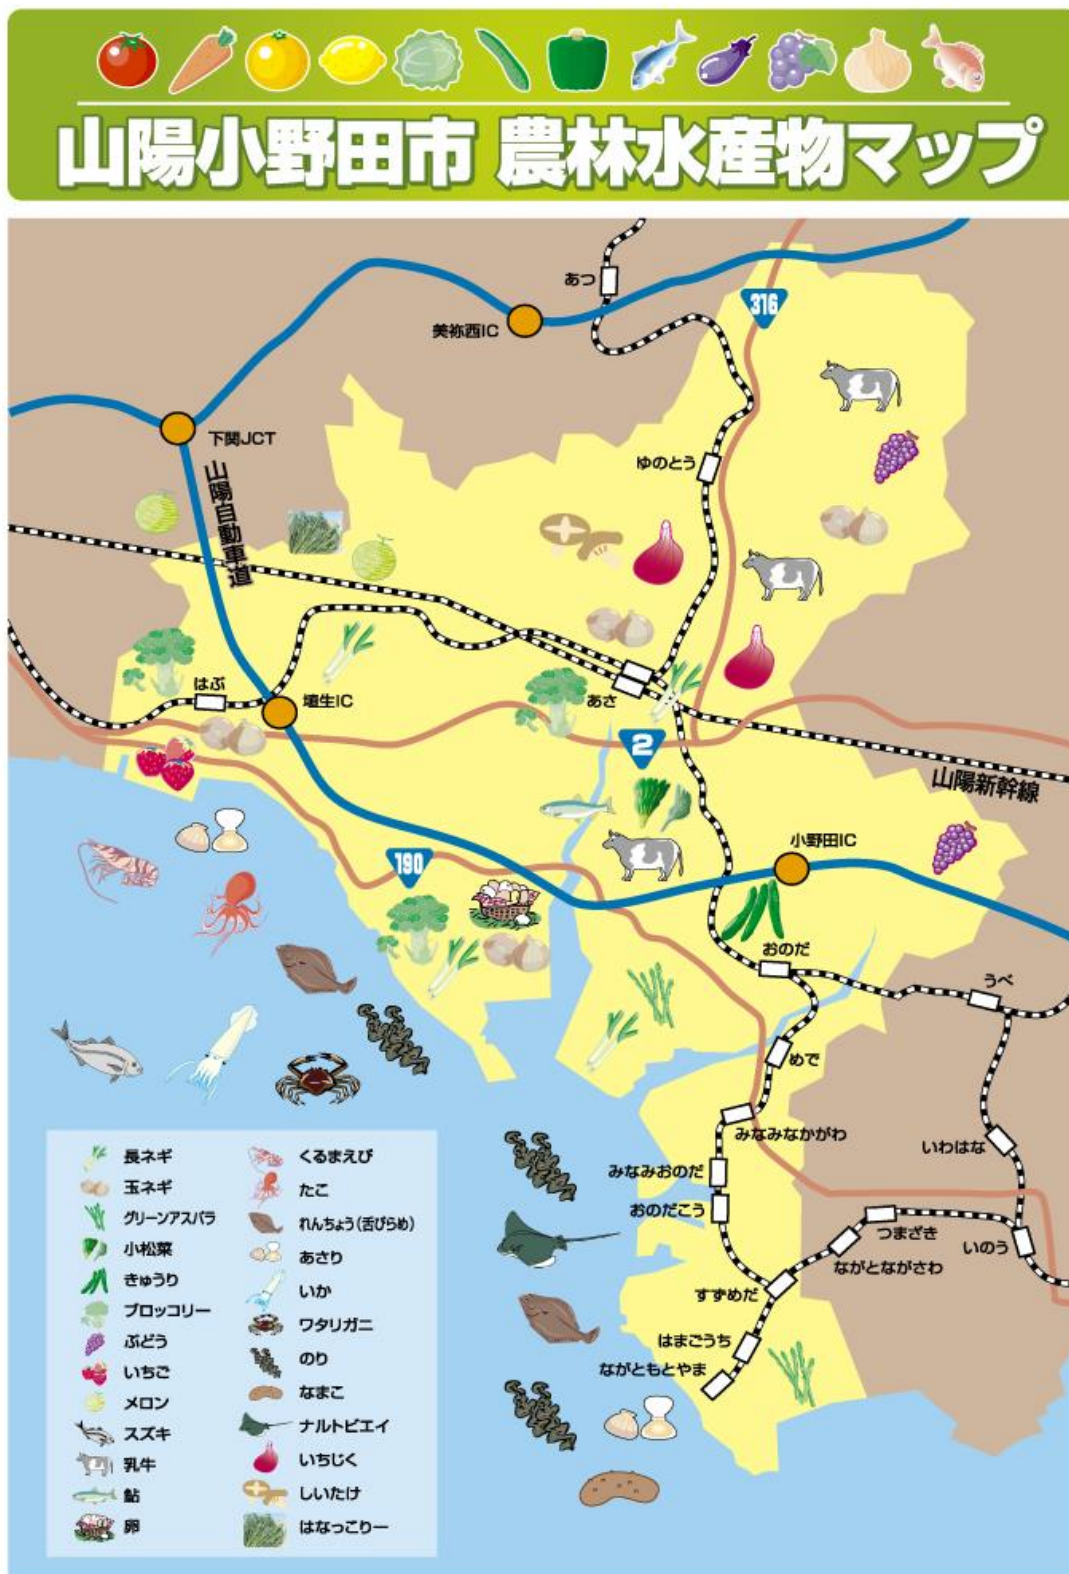 山陽小野田市 農林水産物マップ
あつ
316
美祢西IC
下関JCT
ゆのとう
山陽自動車道
はぶ
埴生IC
あさ
2
山陽新幹線
190
小野田IC
おのだ
うべ
めで
みなみなかがわ
いわはな
みなみおのだ
おのだこう
つまざき
いのう
ながとながさわ
すずめだ
はまごうち
ながともとやま
長ネギ
玉ネギ
グリーンアスパラ
小松菜
きゅうり
ブロッコリー
ぶどう
いちご
メロン
スズキ
乳牛
鮎
卵
くるまえび
たこ
れんちょう（舌びらめ）
あさり
いか
ワタリガニ
のり
なまこ
ナルトビエイ
いちじく
しいたけ
はなっこりー